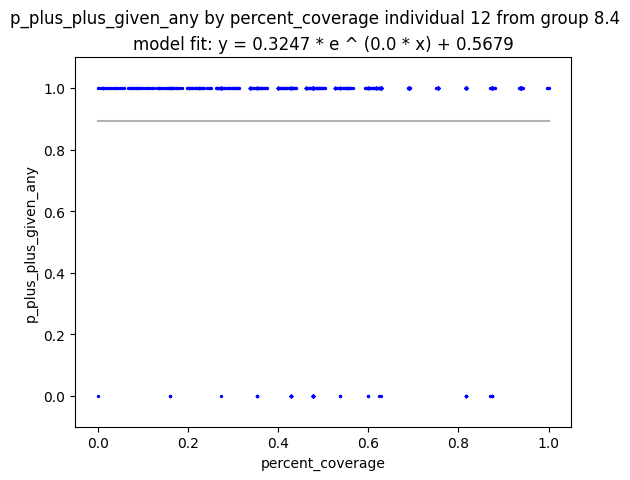 p_plus_plus_given_any by percent_coverage individual 12 from group 8.4
model fit: y = 0.3247 * e ^ (0.0 * x) + 0.5679
1.0
0.8
0.6
0.4
0.2
0.0
p_plus_plus_given_any
0.0 0.2 0.4 0.6 0.8 1.0
percent_coverage